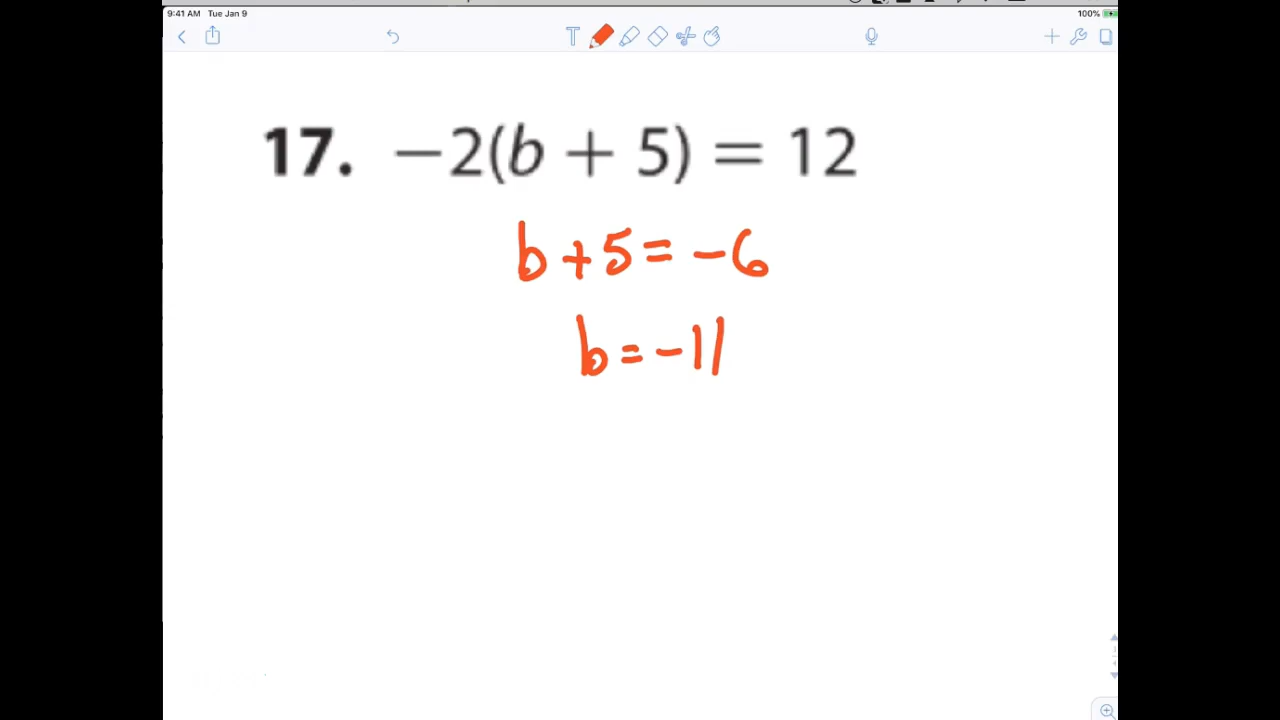 9:41 AM Tue Jan 9
100%
T
17. −2(b + 5) = 12
b + 5 = −6
b = −11